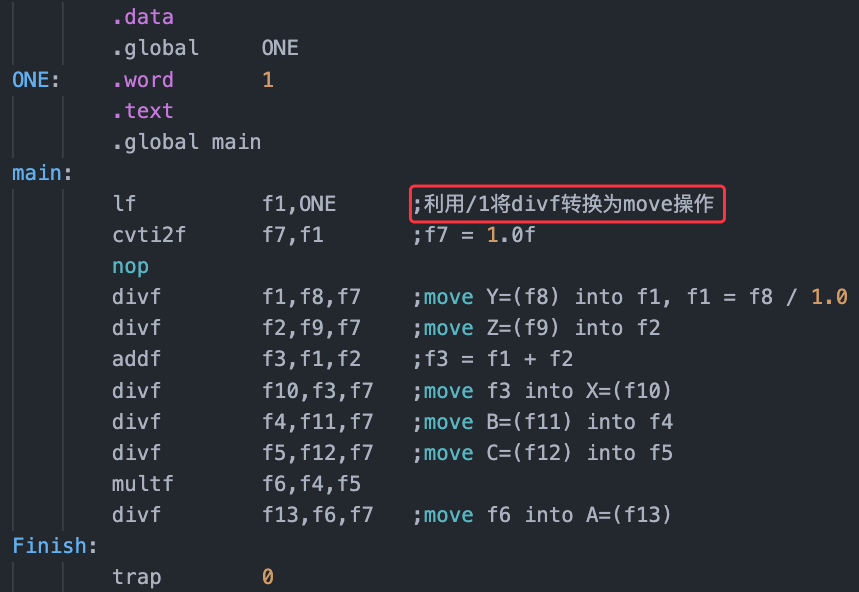 .data
.global ONE
ONE: .word 1
.text
.global main
main:
lf f1,ONE ;利用/1将divf转换为move操作
cvti2f f7,f1 ;f7 = 1.0f
nop
divf f1,f8,f7 ;move Y=(f8) into f1, f1 = f8 / 1.0
divf f2,f9,f7 ;move Z=(f9) into f2
addf f3,f1,f2 ;f3 = f1 + f2
divf f10,f3,f7 ;move f3 into X=(f10)
divf f4,f11,f7 ;move B=(f11) into f4
divf f5,f12,f7 ;move C=(f12) into f5
multf f6,f4,f5
divf f13,f6,f7 ;move f6 into A=(f13)
Finish:
trap 0